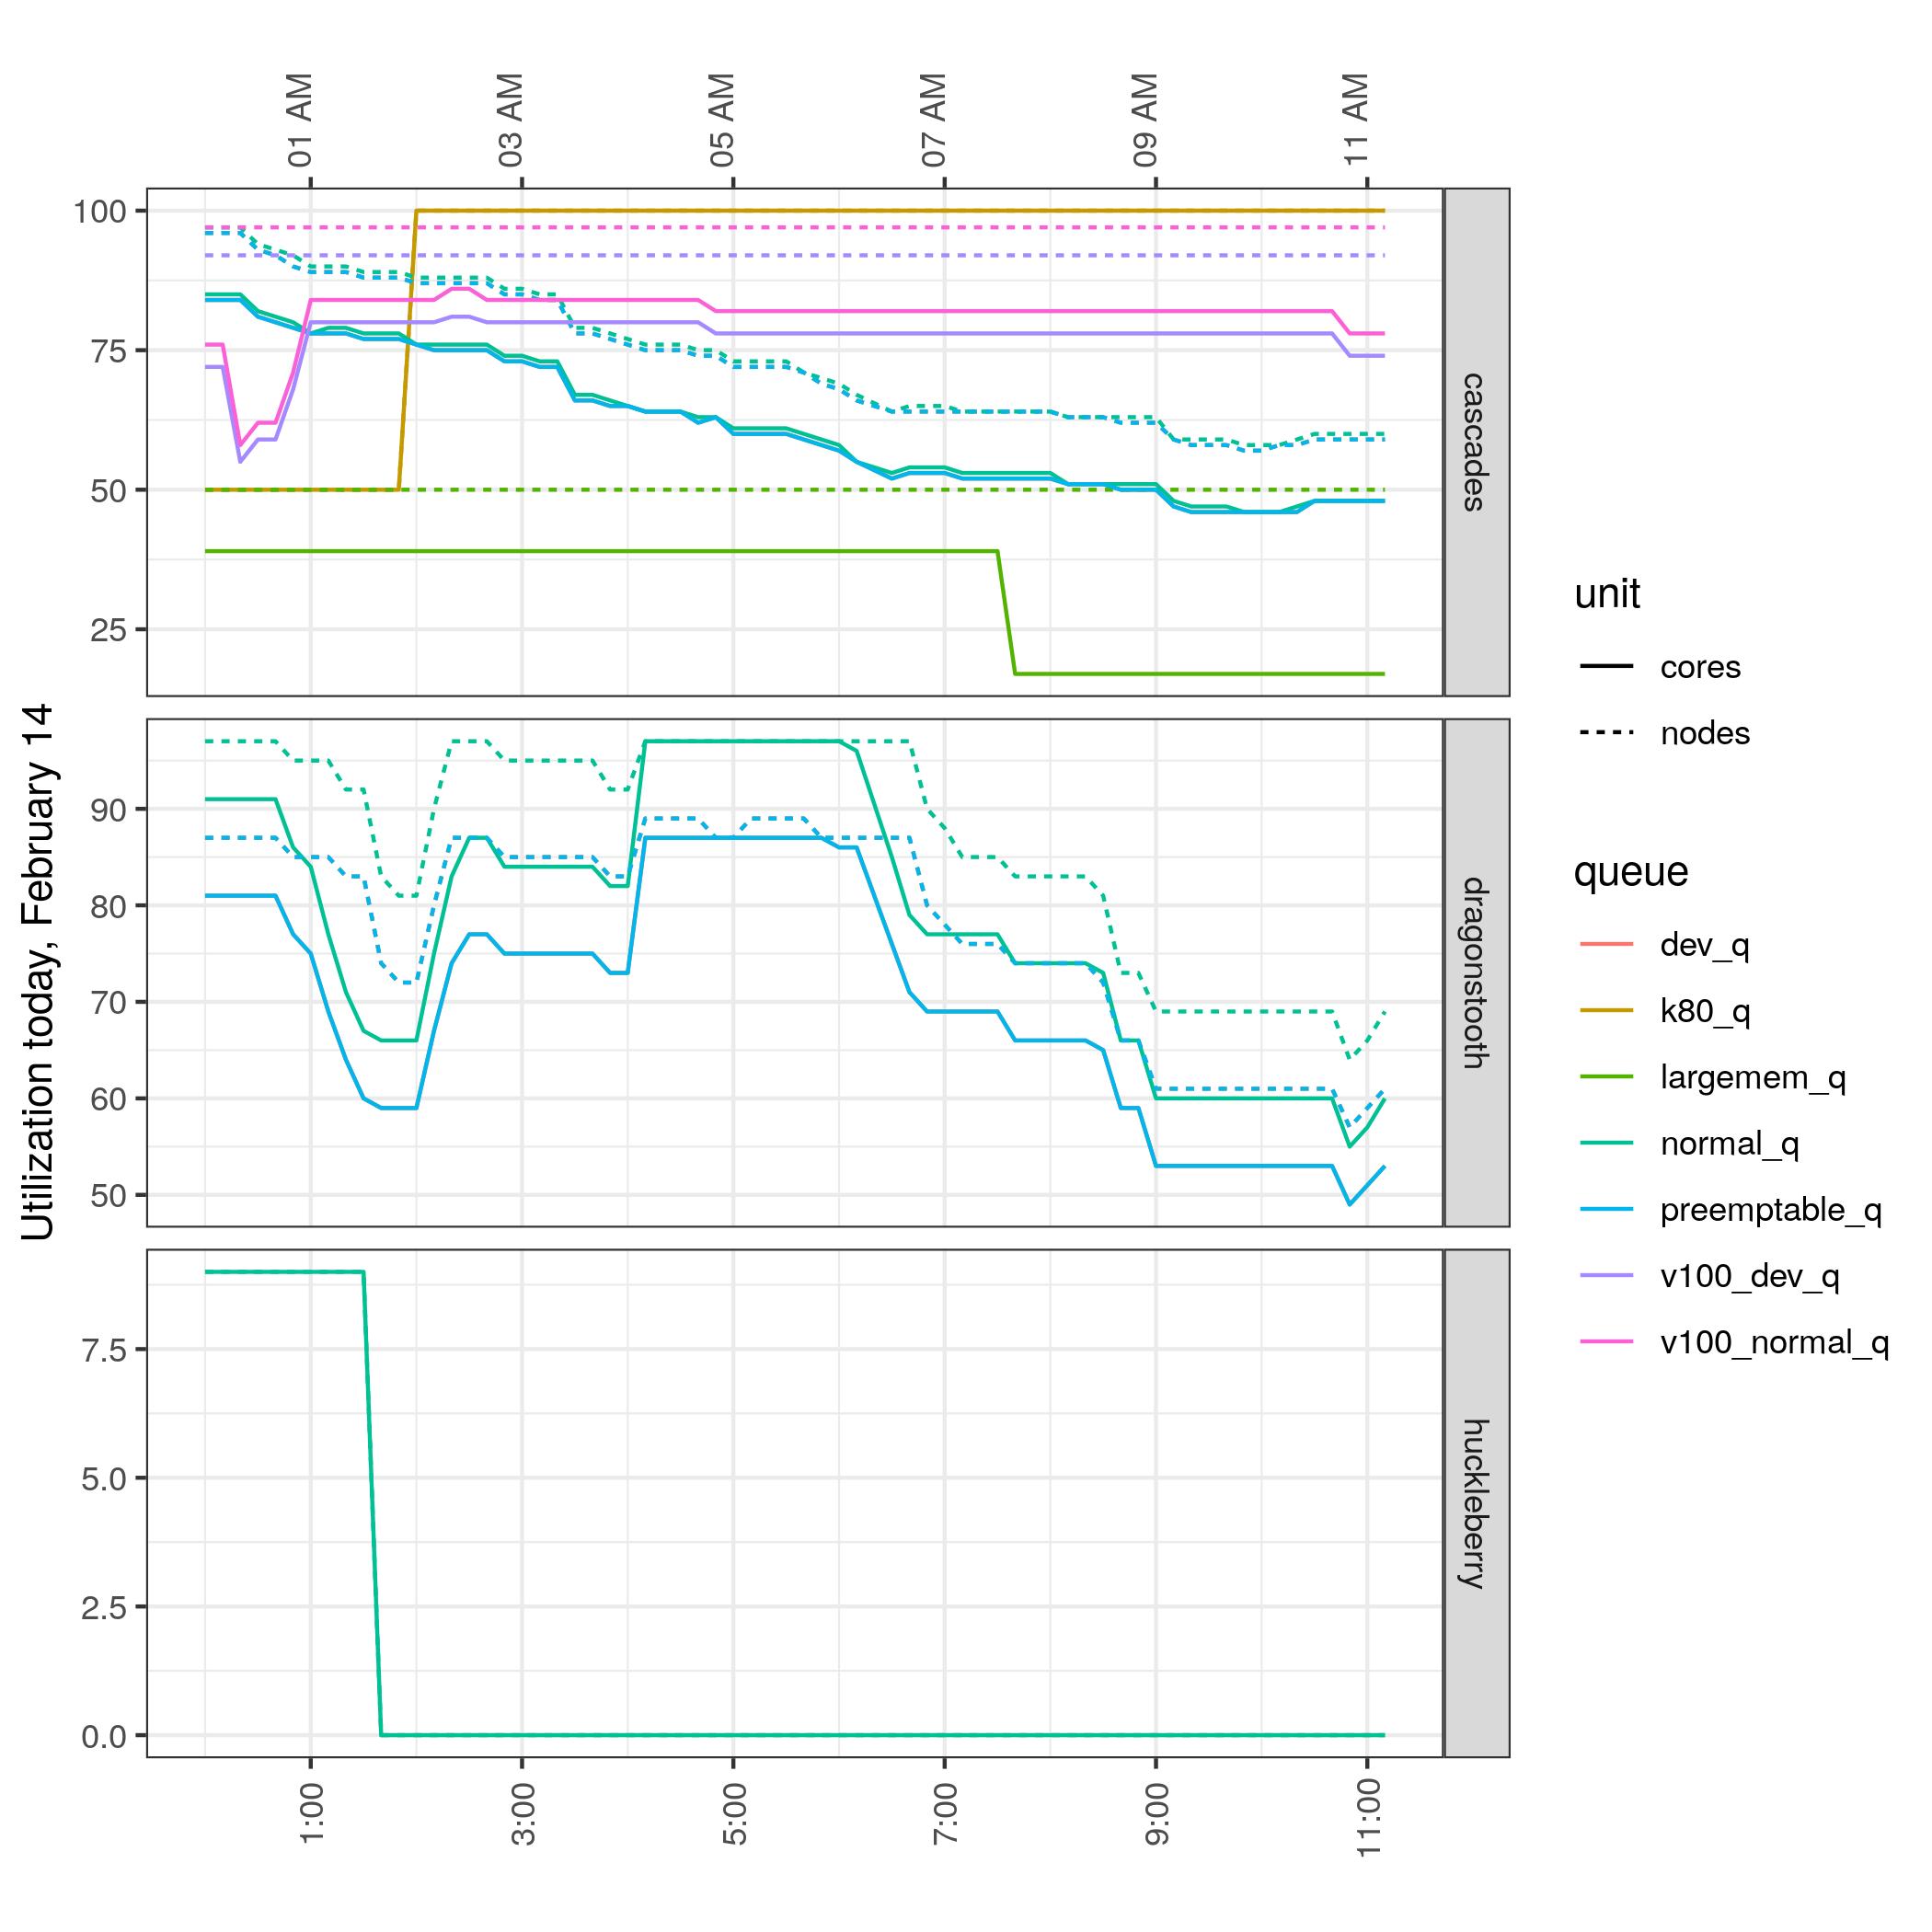 01 AM
03 AM
05 AM
07 AM
09 AM
11 AM
100
75
50
25
cascades
90
80
70
60
50
dragonstooth
7.5
5.0
2.5
0.0
huckleberry
1:00
3:00
5:00
7:00
9:00
11:00
Utilization today, February 14
unit
cores
nodes
queue
dev_q
k80_q
largemem_q
normal_q
preemptable_q
v100_dev_q
v100_normal_q